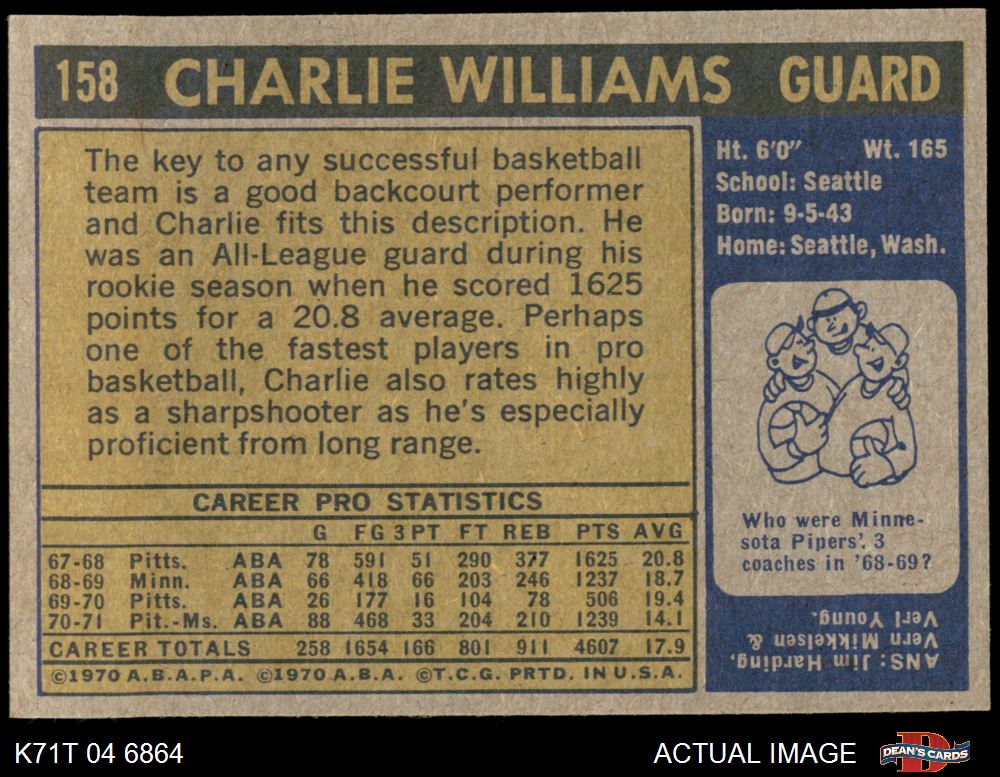 158 CHARLIE WILLIAMS GUARD
The key to any successful basketball
team is a good backcourt performer
and Charlie fits this description. He
was an All-League guard during his
rookie season when he scored 1625
points for a 20.8 average. Perhaps
one of the fastest players in pro
basketball, Charlie also rates highly
as a sharpshooter as he's especially
proficient from long range.
Ht. 6'0" Wt. 165
School: Seattle
Born: 9-5-43
Home: Seattle, Wash.
Who were Minne-
sota Pipers'. 3
coaches in '68-69?
ANS: Jim Harding,
Vern Mikkelsen &
Verl Young.
CAREER PRO STATISTICS
G FG 3PT FT REB PTS AVG
67-68 Pitts. ABA 78 591 51 290 377 1625 20.8
68-69 Minn. ABA 66 418 66 203 246 1237 18.7
69-70 Pitts. ABA 26 177 16 104 78 506 19.4
70-71 Pit.-Ms. ABA 88 468 33 204 210 1239 14.1
CAREER TOTALS 258 1654 166 801 911 4607 17.9
©1970 A.B.A.P.A. ©1970 A.B.A. ©T.C.G. PRTD. IN U.S.A.
K71T 04 6864
ACTUAL IMAGE
D
DEAN'S CARDS